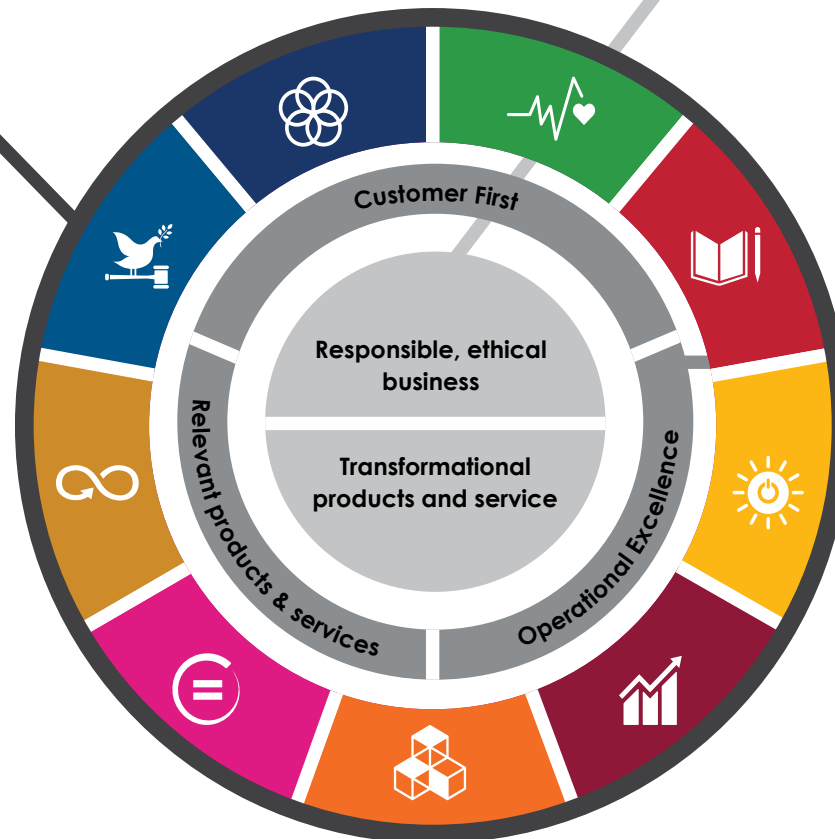 Customer First
Responsible, ethical
business
Transformational
products and service
Relevant products & services
Operational Excellence